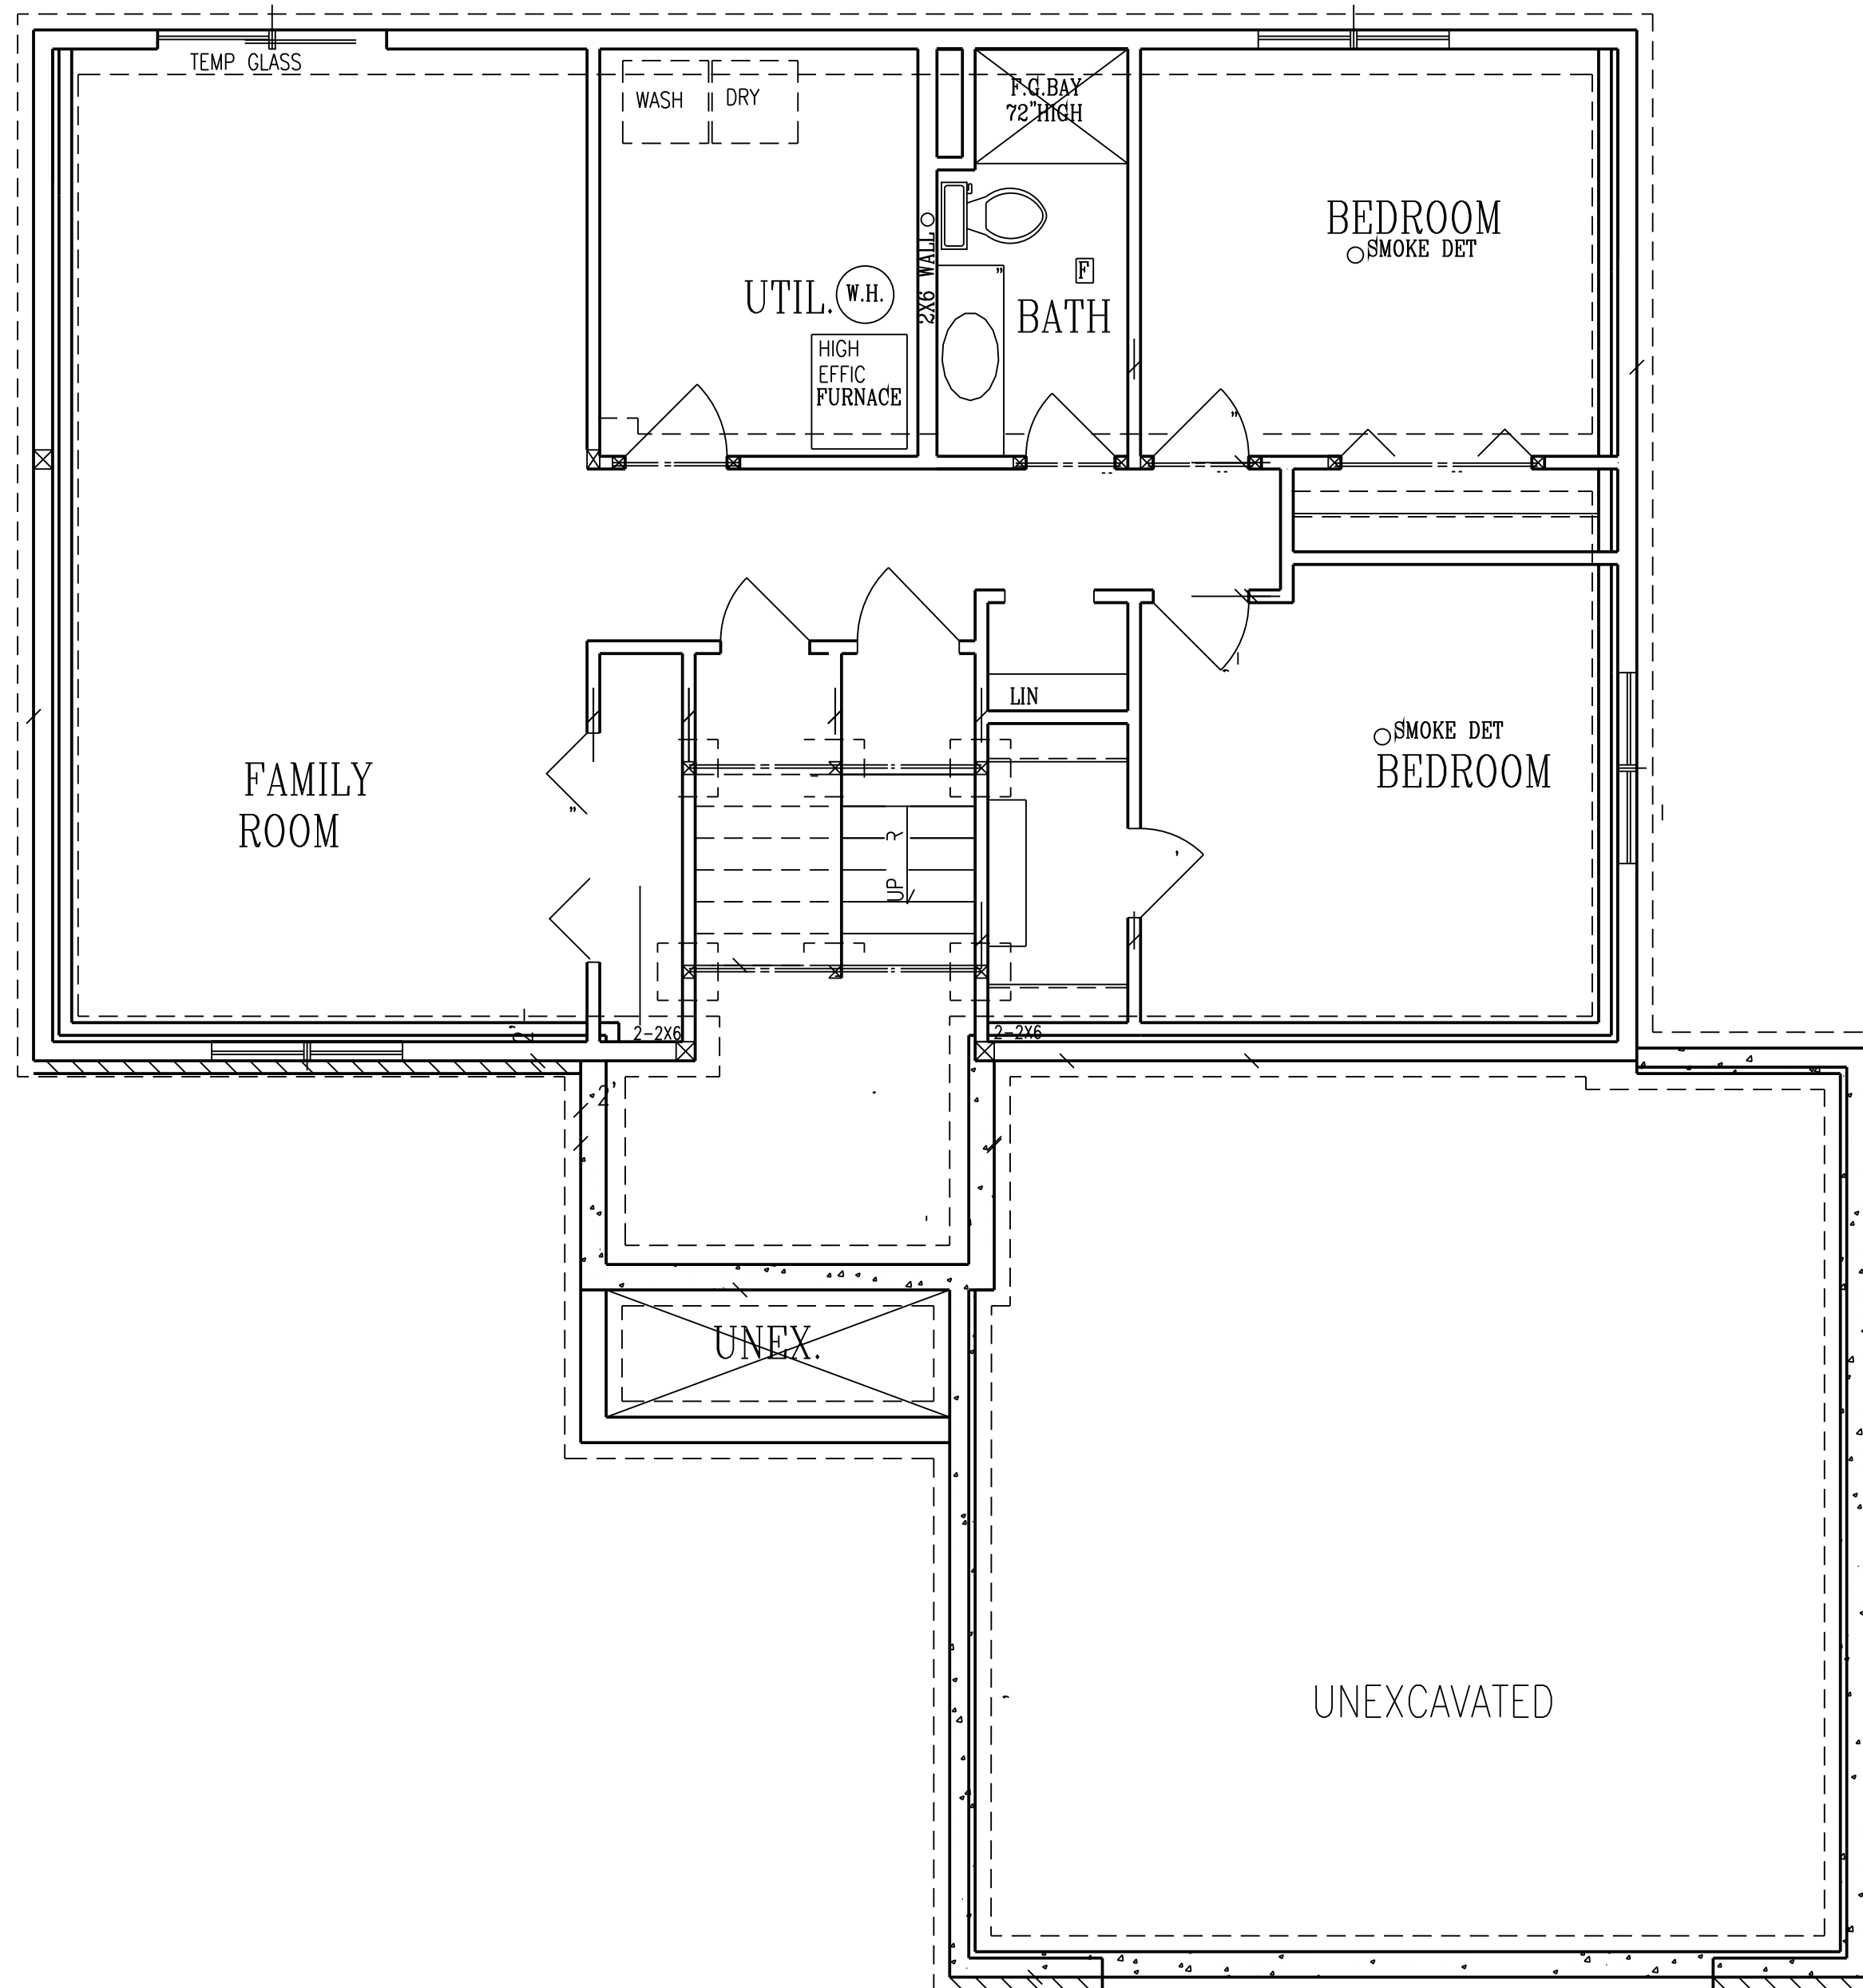 TEMP GLASS
WASH
DRY
F.G.BAY
72"HIGH
BEDROOM
SMOKE DET
2X6 WALL
UTIL.
W.H.
F
BATH
HIGH
EFFIC
FURNACE
LIN
SMOKE DET
BEDROOM
FAMILY
ROOM
UP R
2'
2-2X6
2-2X6
2'
UNEX.
UNEXCAVATED